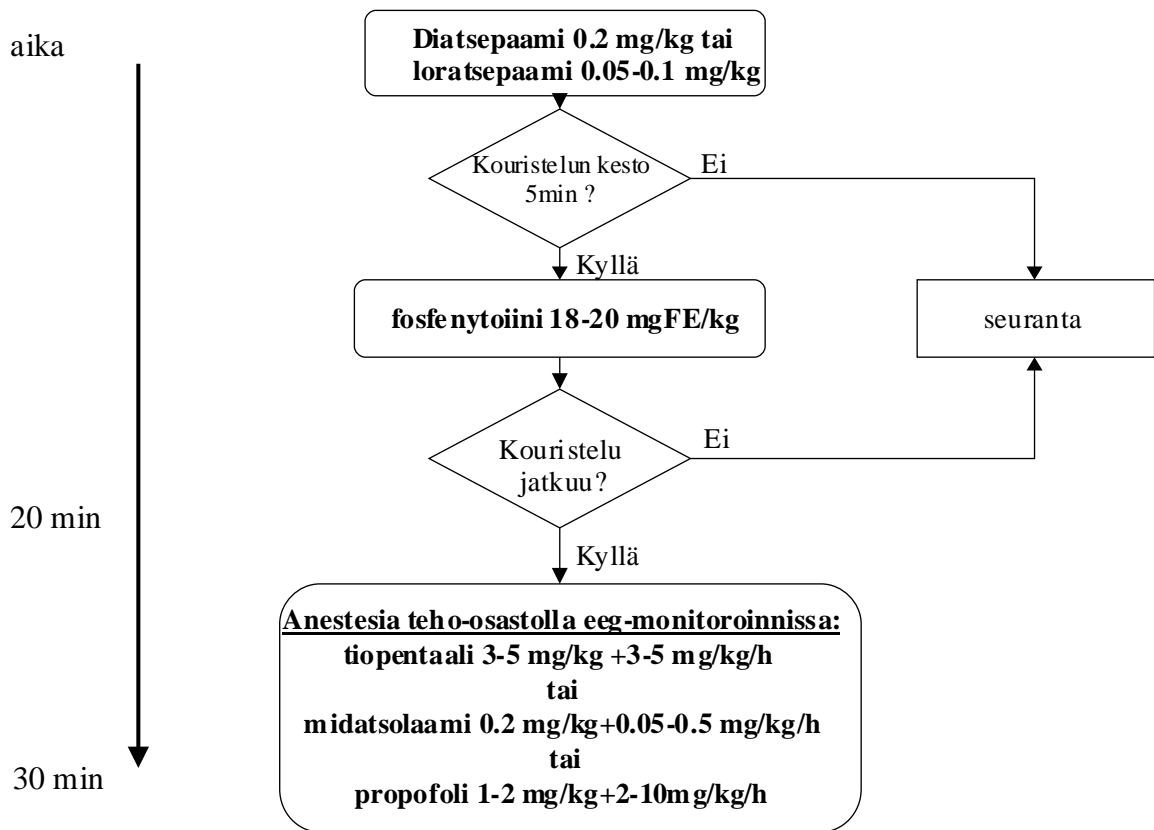 aika
Diatsepaami 0.2 mg/kg tai
loratsepaami 0.05-0.1 mg/kg
Kouristelun kesto
5min ?
Ei
Kyllä
fosfenytoiini 18-20 mgFE/kg
seuranta
Kouristelu
jatkuu?
Ei
20 min
Kyllä
Anestesia teho-osastolla eeg-monitoroinnissa:
tiopentaali 3-5 mg/kg +3-5 mg/kg/h
tai
midatsolaami 0.2 mg/kg+0.05-0.5 mg/kg/h
tai
30 min
propofoli 1-2 mg/kg+2-10mg/kg/h